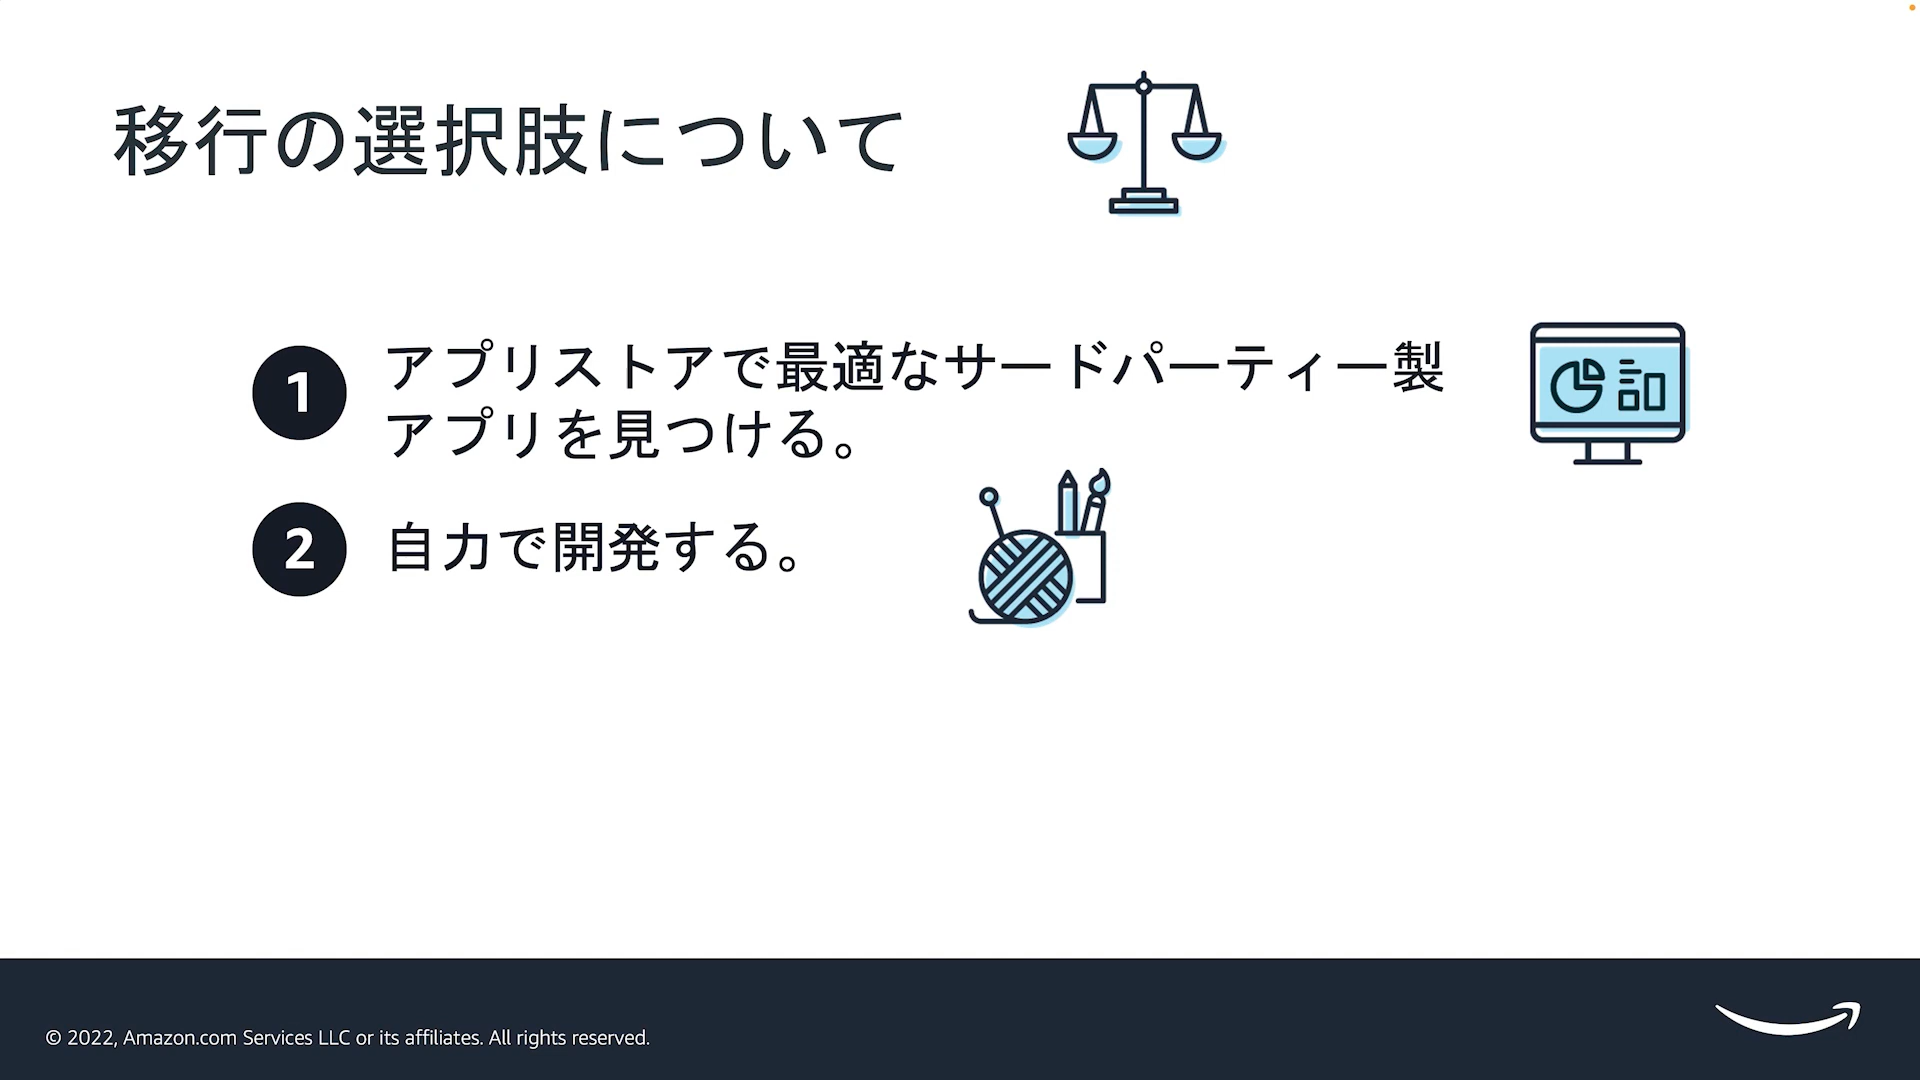 移行の選択肢について
1 アプリストアで最適なサードパーティー製
アプリを見つける。
2 自力で開発する。
© 2022, Amazon.com Services LLC or its affiliates. All rights reserved.